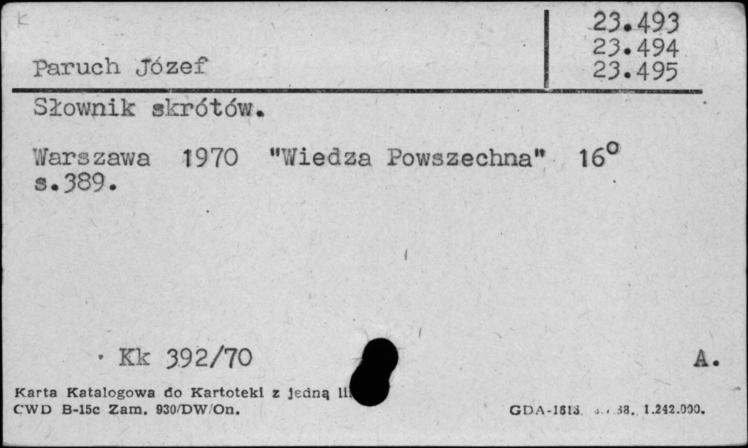 K
23.493
23.494
Paruch Józef 23.495
Słownik skrótów.
Warszawa 1970 "Wiedza Powszechna" 16°
s.389.
Kk 392/70 A.
Karta Katalogowa do Kartoteki z jedną
CWD B-15c Zam. 930/DW/On. GDA-1813. 1.242.000.